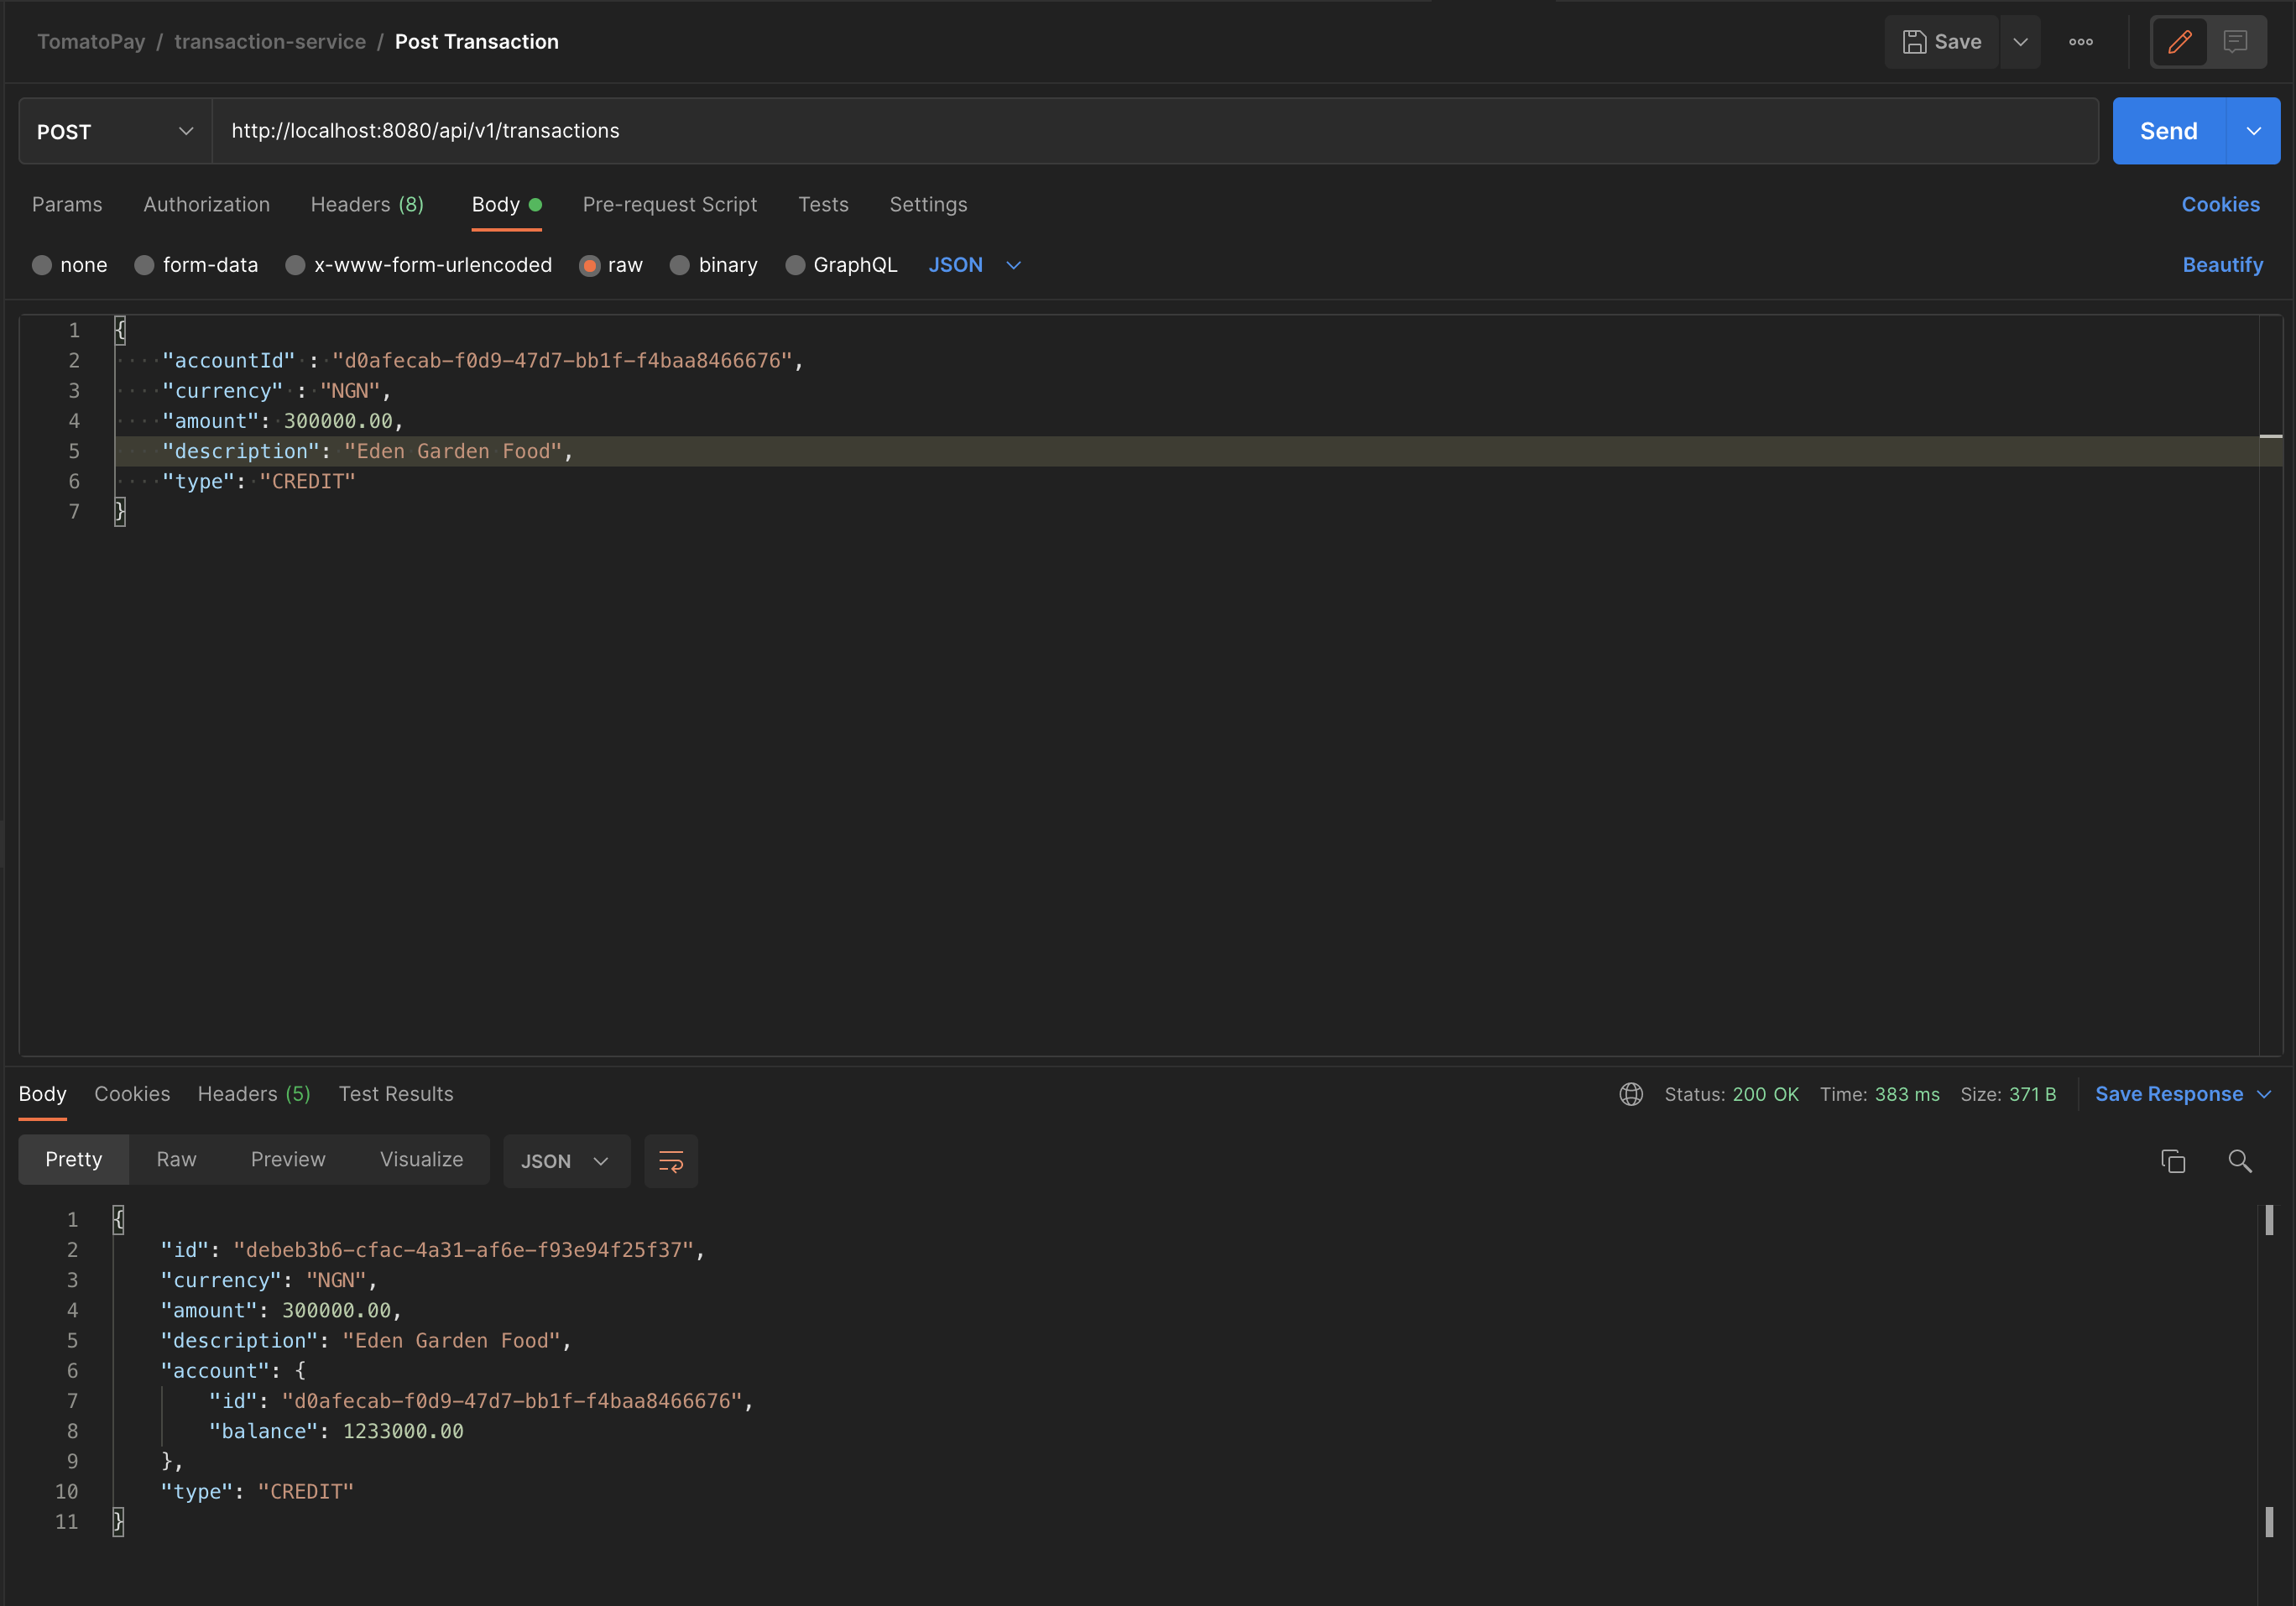 TomatoPay / transaction-service / Post Transaction
Save
POST
http://localhost:8080/api/v1/transactions
Send
Params Authorization Headers (8) Body Pre-request Script Tests Settings Cookies
none form-data x-www-form-urlencoded raw binary GraphQL JSON Beautify
1 {
2 "accountId" : "d0afecab-f0d9-47d7-bb1f-f4baa8466676",
3 "currency" : "NGN",
4 "amount": 300000.00,
5 "description": "Eden Garden Food",
6 "type": "CREDIT"
7 }
Body Cookies Headers (5) Test Results Status: 200 OK Time: 383 ms Size: 371 B Save Response
Pretty Raw Preview Visualize JSON
1 {
2 "id": "debeb3b6-cfac-4a31-af6e-f93e94f25f37",
3 "currency": "NGN",
4 "amount": 300000.00,
5 "description": "Eden Garden Food",
6 "account": {
7 "id": "d0afecab-f0d9-47d7-bb1f-f4baa8466676",
8 "balance": 1233000.00
9 },
10 "type": "CREDIT"
11 }